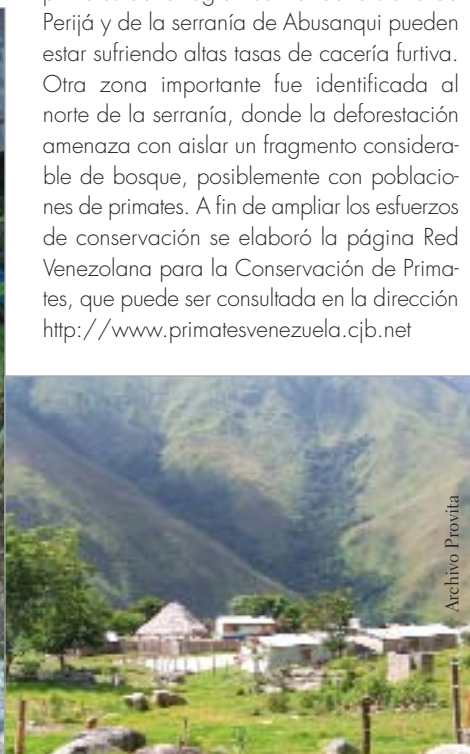 Perijá y de la serranía de Abusanqui pueden
estar sufriendo altas tasas de cacería furtiva.
Otra zona importante fue identificada al
norte de la serranía, donde la deforestación
amenaza con aislar un fragmento considera-
ble de bosque, posiblemente con poblacio-
nes de primates. A fin de ampliar los esfuerzos
de conservación se elaboró la página Red
Venezolana para la Conservación de Prima-
tes, que puede ser consultada en la dirección
http://www.primatesvenezuela.cjb.net
Archivo Provita